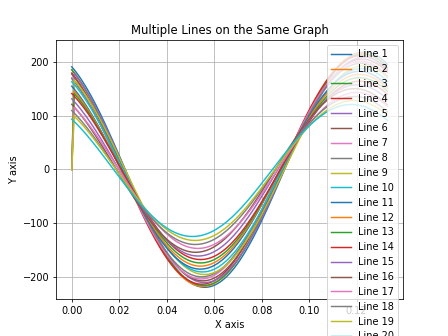 Multiple Lines on the Same Graph
200
100
0
−100
−200
Y axis
0.00
0.02
0.04
0.06
0.08
0.10
X axis
Line 1
Line 2
Line 3
Line 4
Line 5
Line 6
Line 7
Line 8
Line 9
Line 10
Line 11
Line 12
Line 13
Line 14
Line 15
Line 16
Line 17
Line 18
Line 19
Line 20